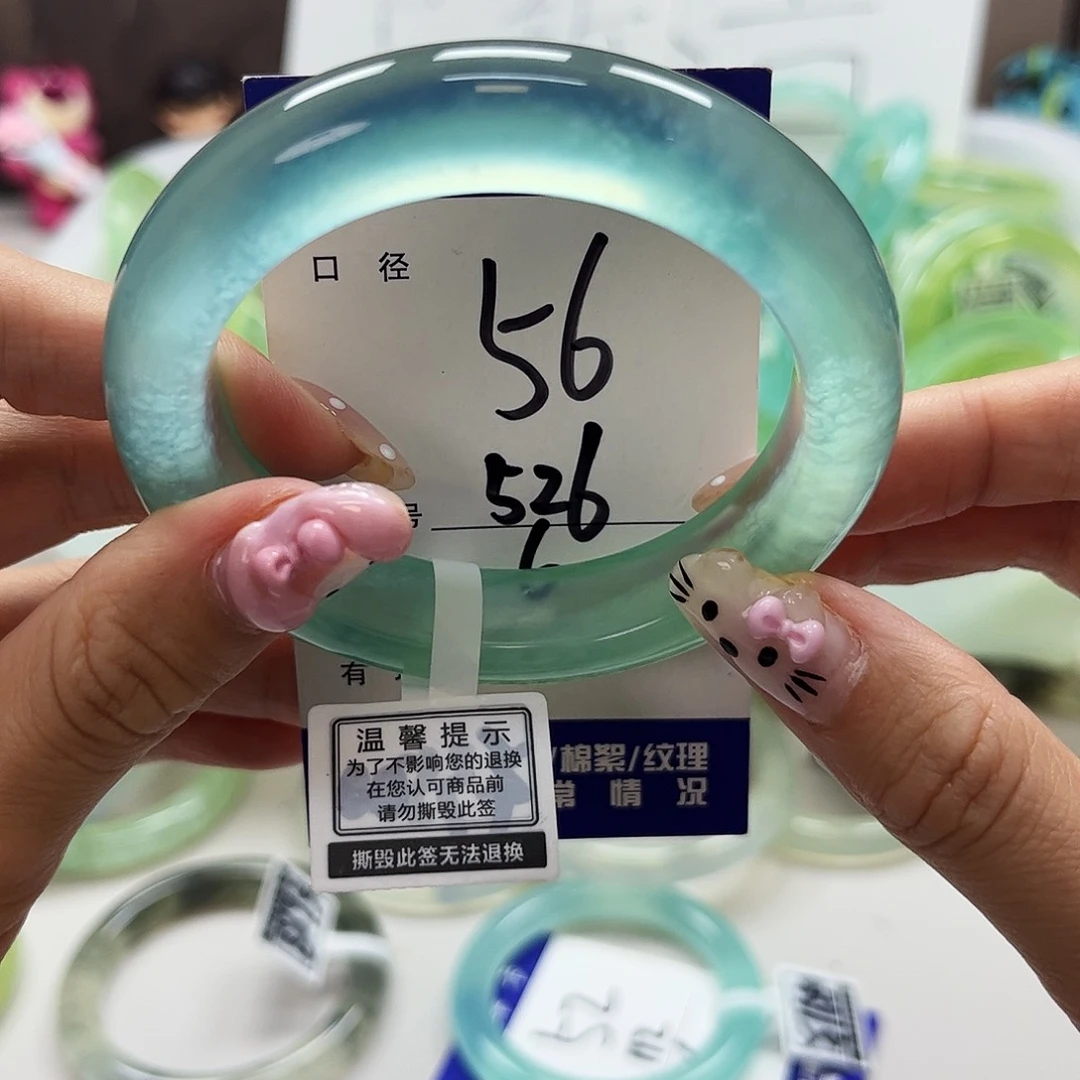 口 径
56
号 526
有
温馨提示
为了不影响您的退换
在您认可商品前
请勿撕毁此签
撕毁此签无法退换
/棉絮/纹理
常 情 况
52